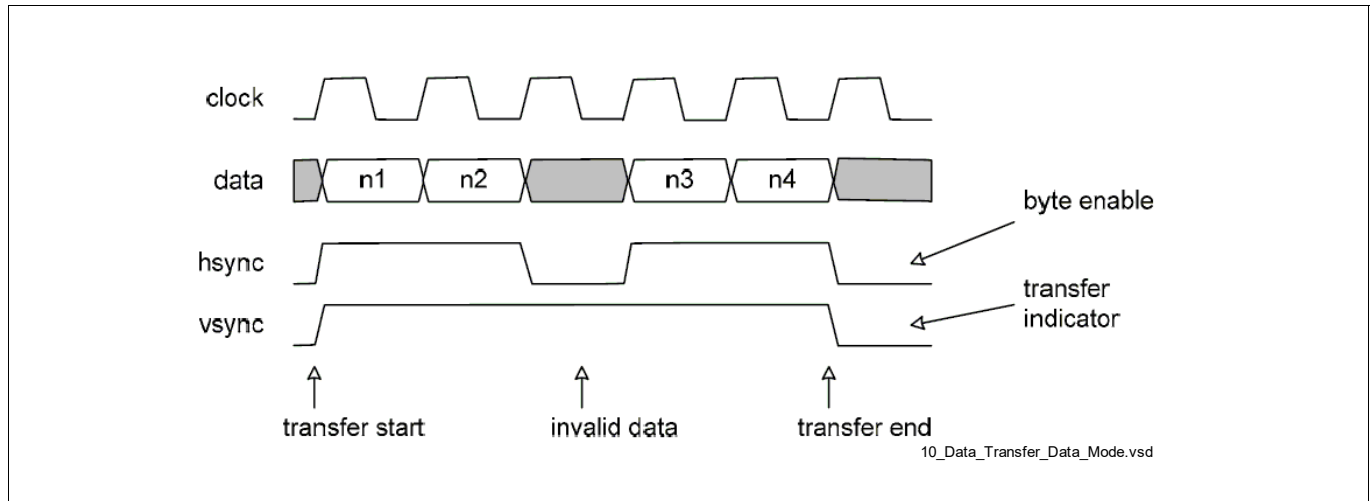 clock
data
n1
n2
n3
n4
byte enable
hsync
transfer
indicator
vsync
transfer start
invalid data
transfer end
10_Data_Transfer_Data_Mode.vsd